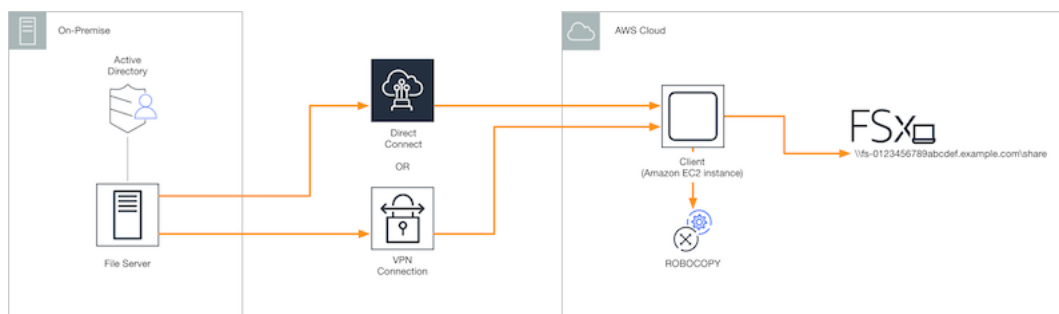 On-Premise
Active
Directory
File Server
Direct
Connect
OR
VPN
Connection
AWS Cloud
Client
(Amazon EC2 instance)
ROBOCOPY
FSx
\\fs-0123456789abcdef.example.com\share